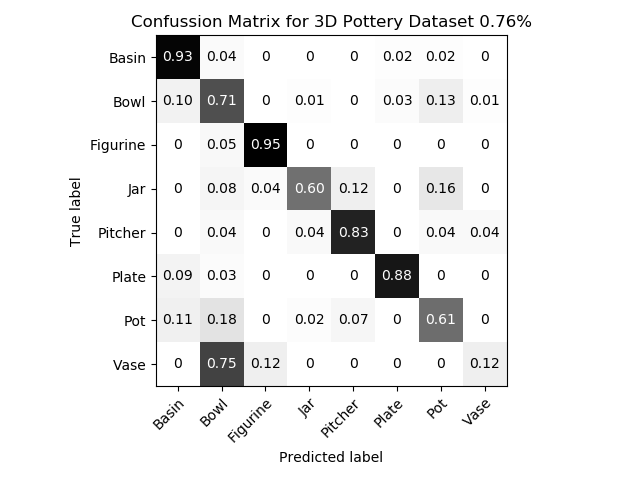 Confussion Matrix for 3D Pottery Dataset 0.76%
Basin 0.93 0.04 0 0 0 0.02 0.02 0
Bowl 0.10 0.71 0 0.01 0 0.03 0.13 0.01
Figurine 0 0.05 0.95 0 0 0 0 0
Jar 0 0.08 0.04 0.60 0.12 0 0.16 0
Pitcher 0 0.04 0 0.04 0.83 0 0.04 0.04
Plate 0.09 0.03 0 0 0 0.88 0 0
Pot 0.11 0.18 0 0.02 0.07 0 0.61 0
Vase 0 0.75 0.12 0 0 0 0 0.12
True label
Basin Bowl Figurine Jar Pitcher Plate Pot Vase
Predicted label